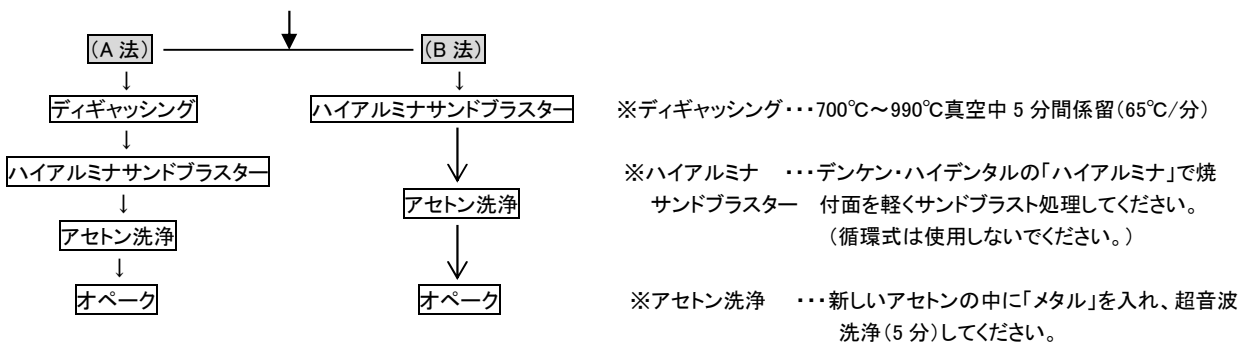 (A 法)
(B 法)
↓
↓
ディギャッシング
ハイアルミナサンドブラスター
※ディギャッシング・・・700℃~990℃真空中 5 分間係留(65℃/分)
↓
ハイアルミナサンドブラスター
※ハイアルミナ ・・・デンケン・ハイデンタルの「ハイアルミナ」で焼
サンドブラスター 付面を軽くサンドブラスト処理してください。
(循環式は使用しないでください。)
↓
アセトン洗浄
アセトン洗浄
↓
オペーク
オペーク
※アセトン洗浄 ・・・新しいアセトンの中に「メタル」を入れ、超音波
洗浄(5 分)してください。